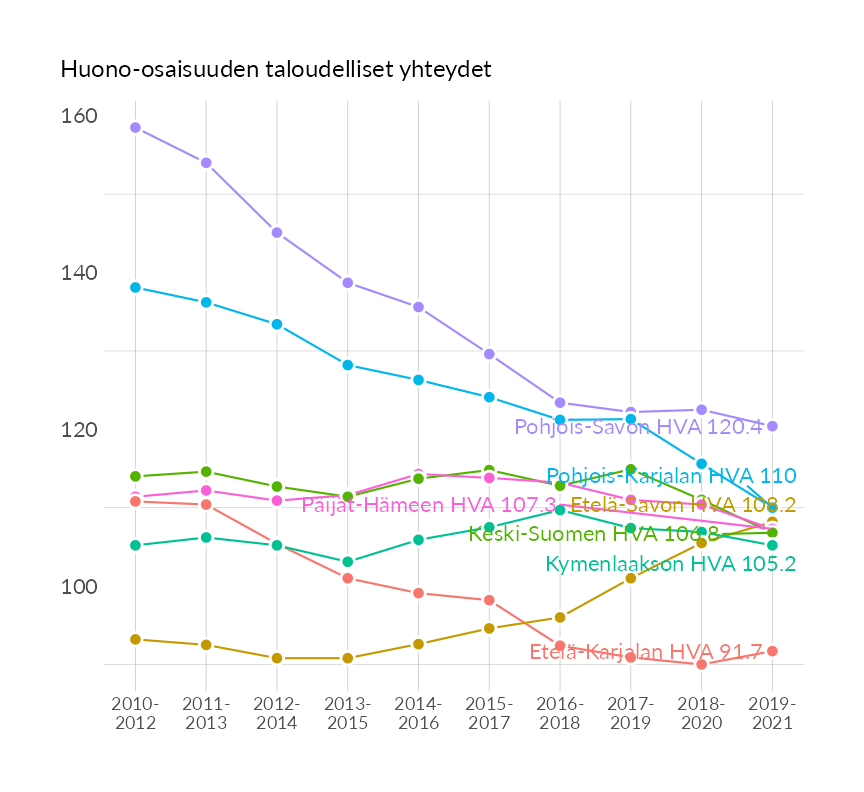 Huono-osaisuuden taloudelliset yhteydet
160
140
120
100
Pohjois-Savon HVA 120.4
Pohjois-Karjalan HVA 110
Päijät-Hämeen HVA 107.3
Etelä-Savon HVA 108.2
Keski-Suomen HVA 106.8
Kymenlaakson HVA 105.2
Etelä-Karjalan HVA 91.7
2010- 2011- 2012- 2013- 2014- 2015- 2016- 2017- 2018- 2019-
2012 2013 2014 2015 2016 2017 2018 2019 2020 2021